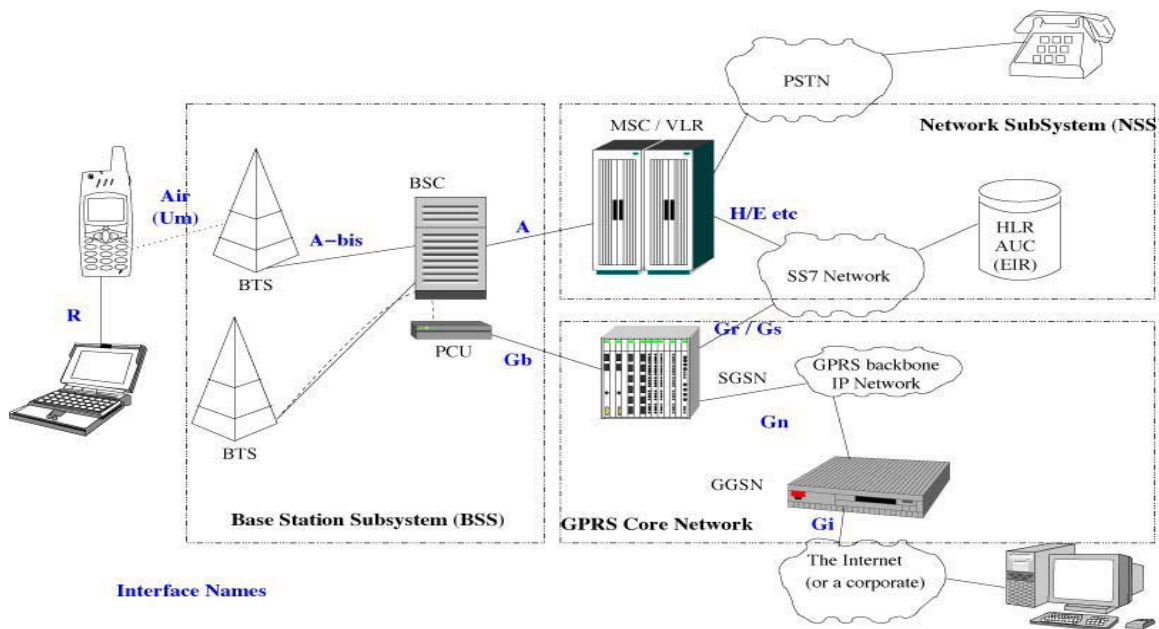 PSTN
MSC / VLR
Network SubSystem (NSS
BSC
Air
(Um)
A-bis
A
H/E etc
HLR
AUC
(EIR)
SS7 Network
BTS
R
PCU
Gb
Gr / Gs
SGSN
GPRS backbone
IP Network
Gn
BTS
GGSN
Base Station Subsystem (BSS)
GPRS Core Network
Gi
The Internet
(or a corporate)
Interface Names